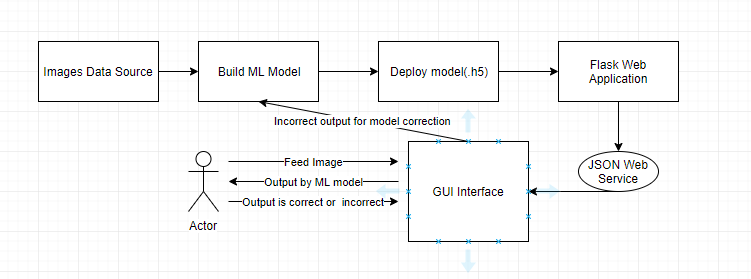 Images Data Source
Build ML Model
Deploy model(.h5)
Flask Web
Application
Incorrect output for model correction
Feed Image
Output by ML model
Output is correct or incorrect
Actor
GUI Interface
JSON Web
Service